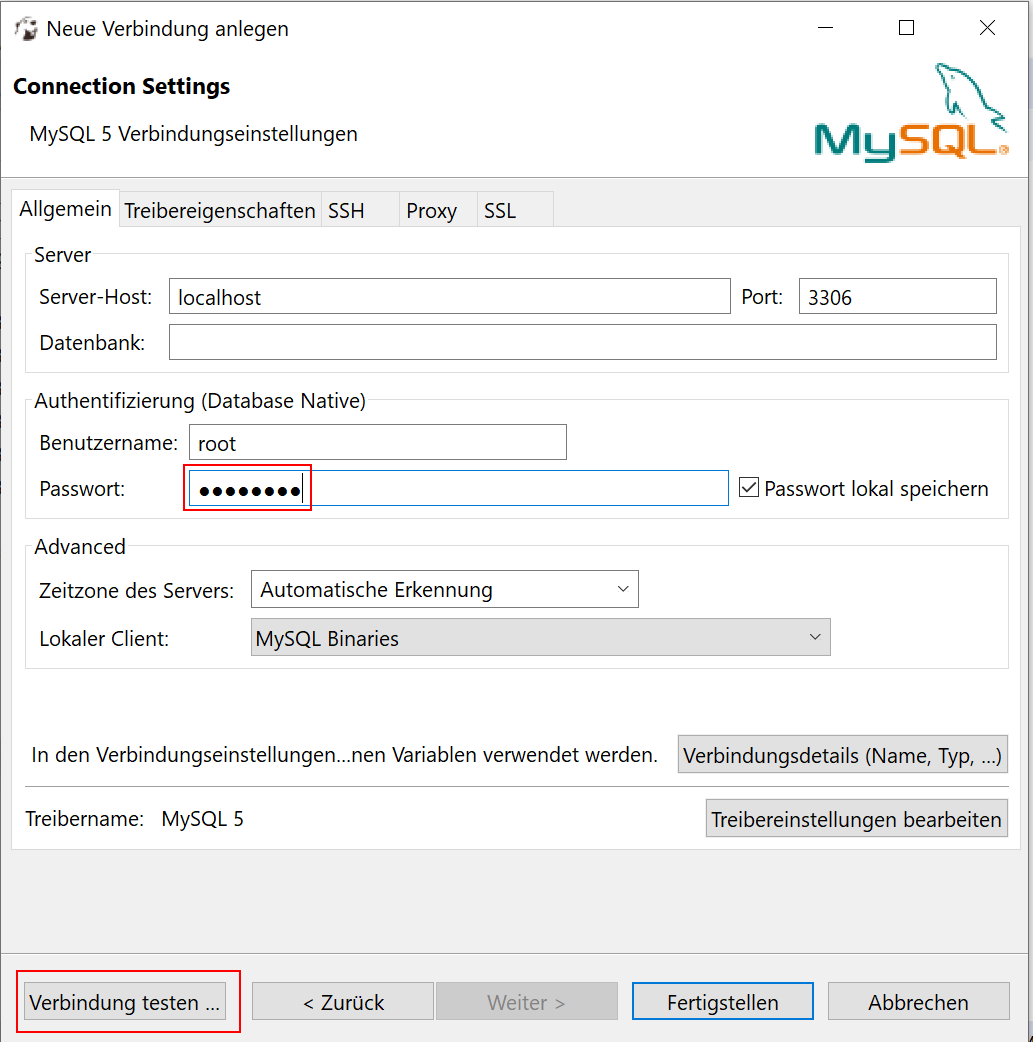 Neue Verbindung anlegen
Connection Settings
MySQL 5 Verbindungseinstellungen
MySQL®
Allgemein Treibereigenschaften SSH Proxy SSL
Server
Server-Host: localhost Port: 3306
Datenbank:
Authentifizierung (Database Native)
Benutzername: root
Passwort: ●●●●●●●● Passwort lokal speichern
Advanced
Zeitzone des Servers: Automatische Erkennung
Lokaler Client: MySQL Binaries
In den Verbindungseinstellungen...nen Variablen verwendet werden. Verbindungsdetails (Name, Typ, ...)
Treibername: MySQL 5 Treibereinstellungen bearbeiten
Verbindung testen ... < Zurück Weiter > Fertigstellen Abbrechen